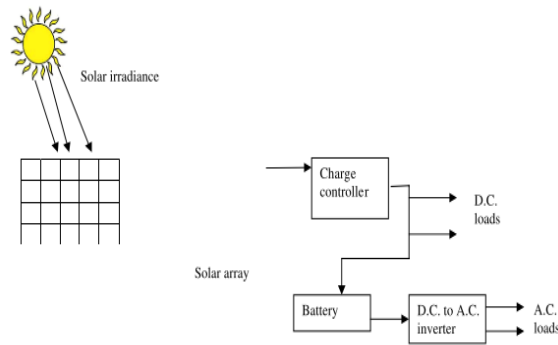 Solar irradiance
Charge
controller
D.C.
loads
Solar array
Battery
D.C. to A.C.
inverter
A.C.
loads